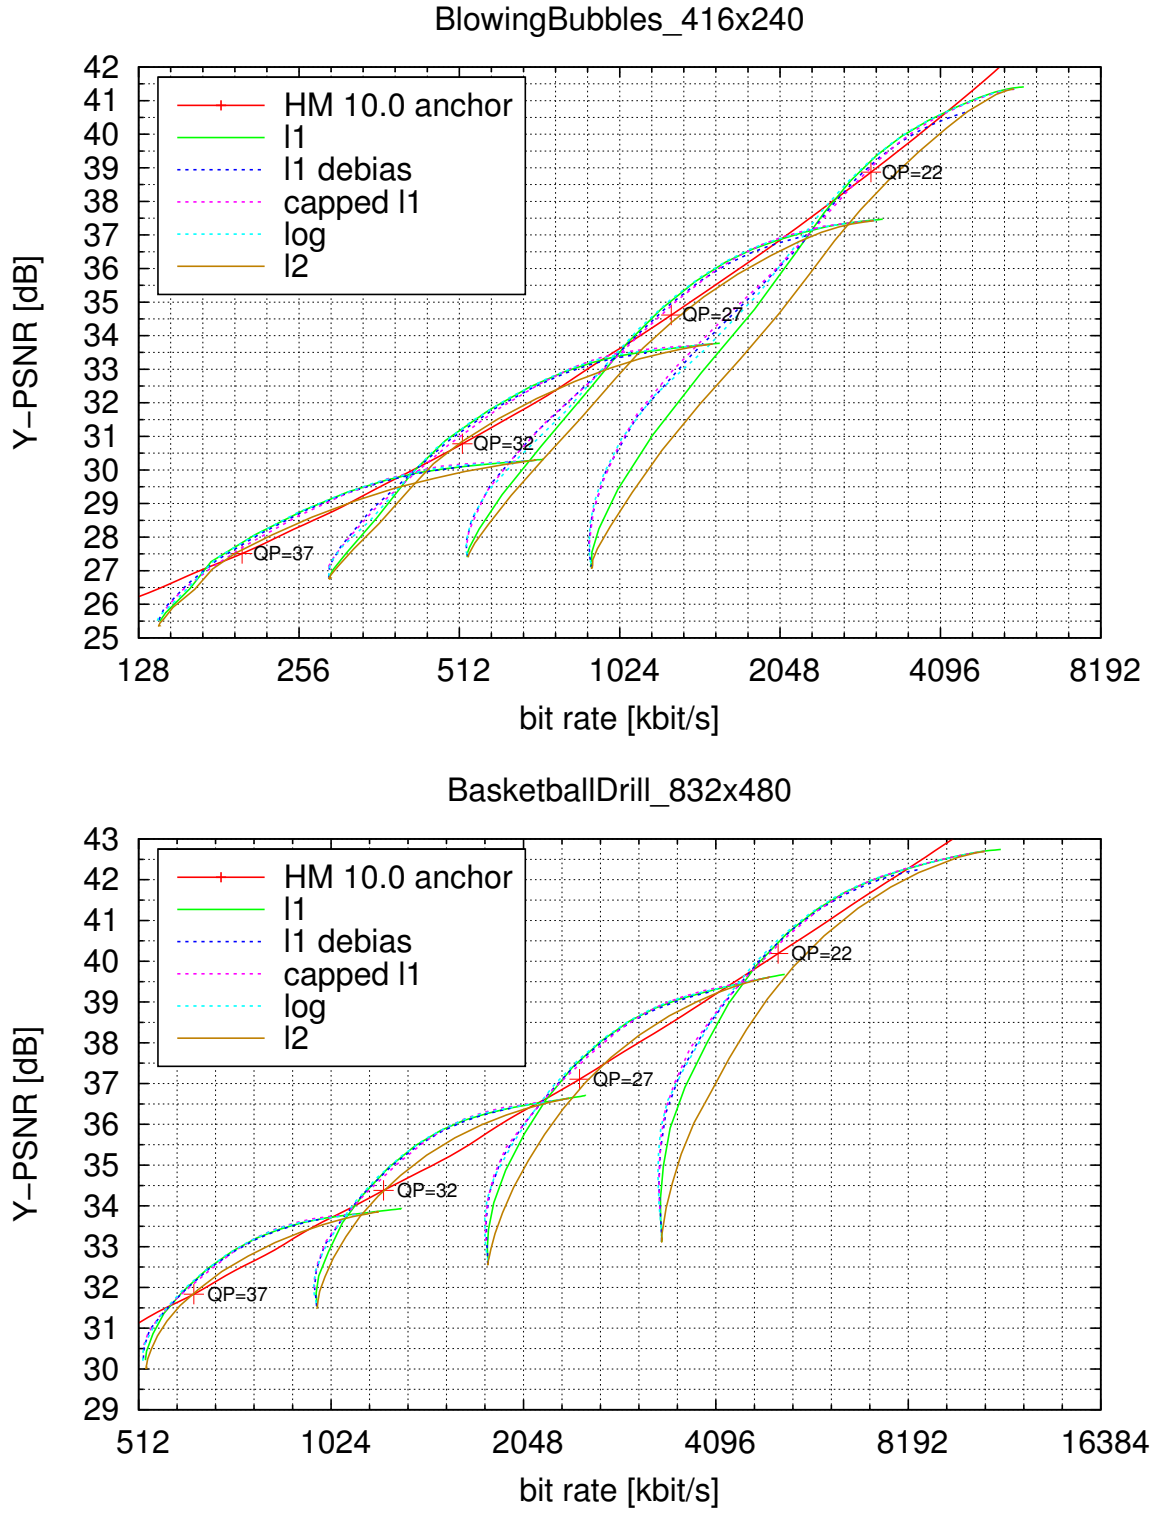 BlowingBubbles_416x240
42
41
40
39
38
37
36
35
34
33
32
31
30
29
28
27
26
25
Y−PSNR [dB]
HM 10.0 anchor
l1
l1 debias
capped l1
log
l2
QP=22
QP=27
QP=32
QP=37
128 256 512 1024 2048 4096 8192
bit rate [kbit/s]
BasketballDrill_832x480
43
42
41
40
39
38
37
36
35
34
33
32
31
30
29
Y−PSNR [dB]
HM 10.0 anchor
l1
l1 debias
capped l1
log
l2
QP=22
QP=27
QP=32
QP=37
512 1024 2048 4096 8192 16384
bit rate [kbit/s]